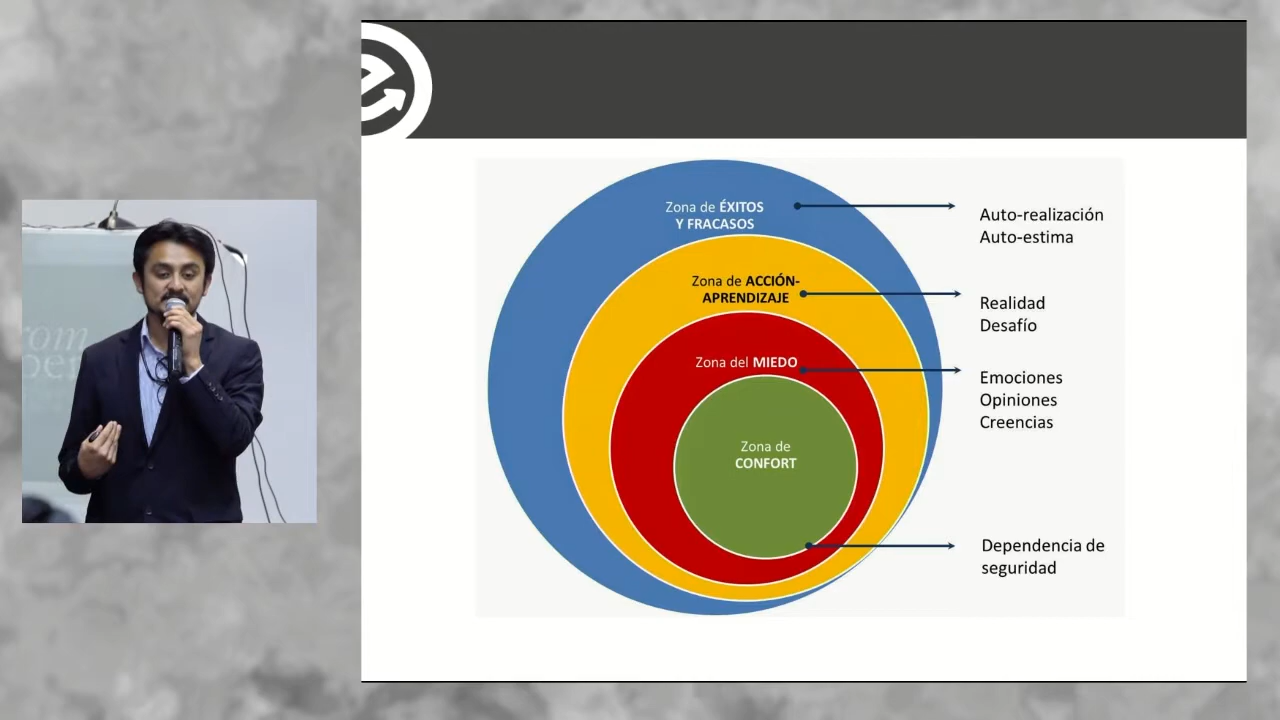 Zona de ÉXITOS
Y FRACASOS
Auto-realización
Auto-estima
Zona de ACCIÓN-
APRENDIZAJE
Realidad
Desafío
Zona del MIEDO
Emociones
Opiniones
Creencias
Zona de
CONFORT
Dependencia de
seguridad